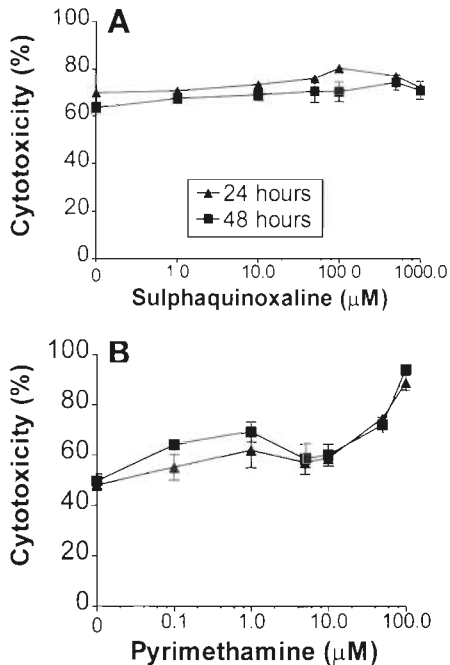 A
Cytotoxicity (%)
100
80
60
40
20
0
24 hours
48 hours
0 1.0 10.0 100.0 1000.0
Sulphaquinoxaline (μM)
B
Cytotoxicity (%)
100
80
60
40
20
0
0 0.1 1.0 10.0 100.0
Pyrimethamine (μM)